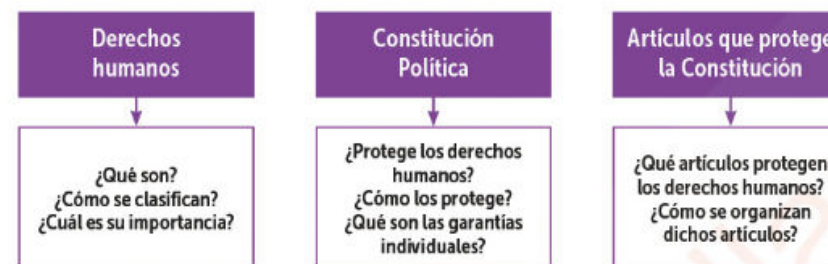 Derechos
humanos
¿Qué son?
¿Cómo se clasifican?
¿Cuál es su importancia?
Constitución
Política
¿Protege los derechos
humanos?
¿Cómo los protege?
¿Qué son las garantías
individuales?
Artículos que protege
la Constitución
¿Qué artículos protegen
los derechos humanos?
¿Cómo se organizan
dichos artículos?